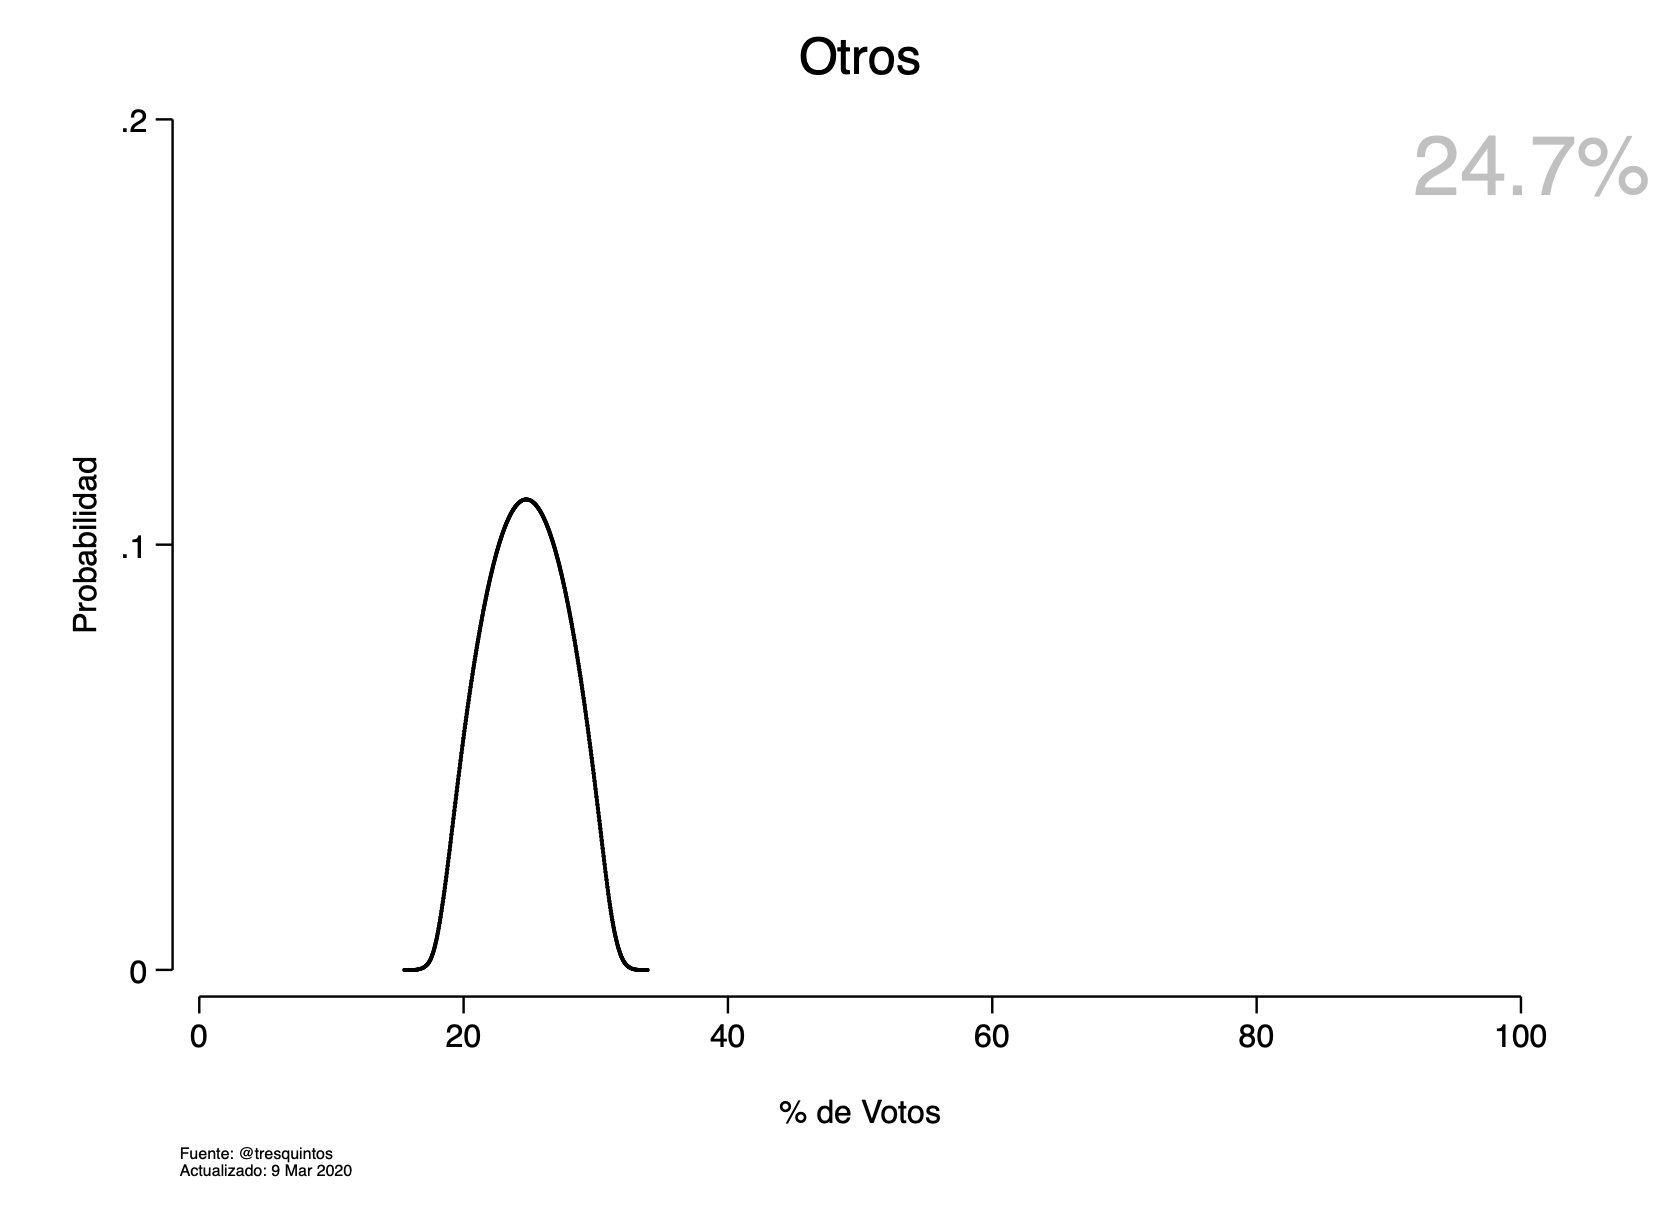 Otros
24.7%
.2
.1
0
Probabilidad
0 20 40 60 80 100
% de Votos
Fuente: @tresquintos
Actualizado: 9 Mar 2020